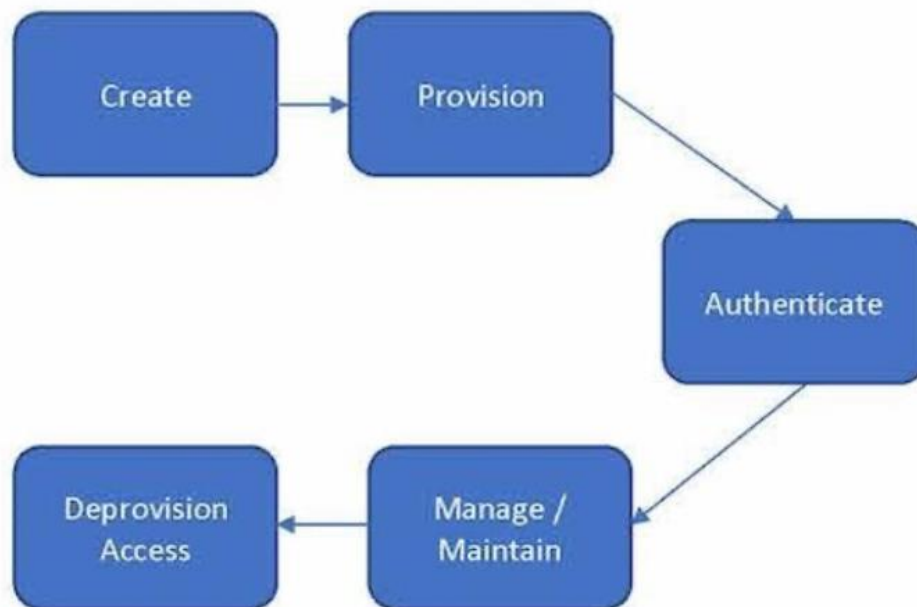 Create
Provision
Authenticate
Manage /
Maintain
Deprovision
Access